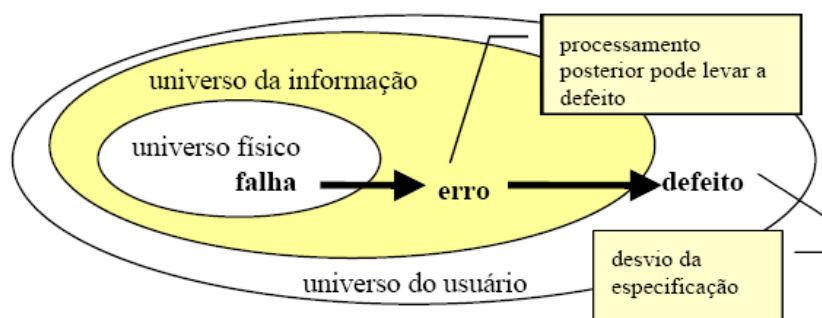 processamento
posterior pode levar a
defeito
universo da informação
universo físico
falha
erro
defeito
universo do usuário
desvio da
especificação